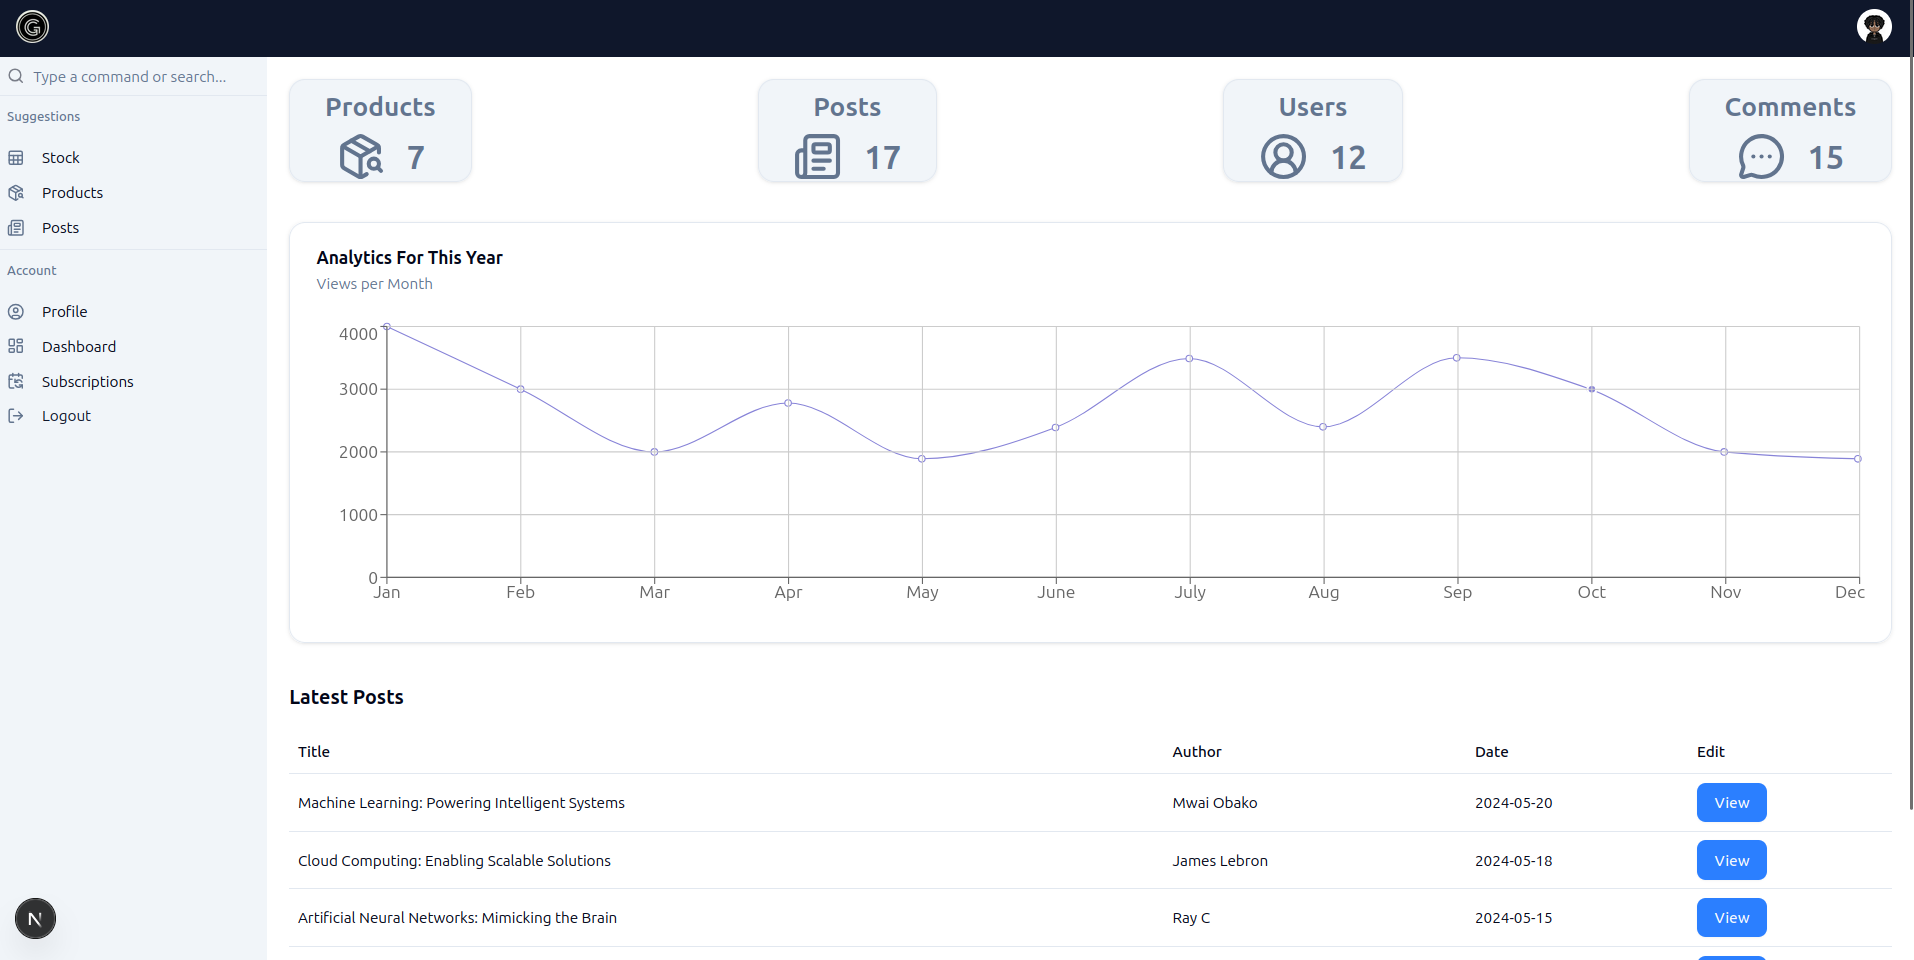 G
Type a command or search...
Suggestions
Stock
Products
Posts
Account
Profile
Dashboard
Subscriptions
Logout
N
Products
7
Posts
17
Users
12
Comments
15
Analytics For This Year
Views per Month
4000
3000
2000
1000
0
Jan Feb Mar Apr May June July Aug Sep Oct Nov Dec
Latest Posts
Title Author Date Edit
Machine Learning: Powering Intelligent Systems Mwai Obako 2024-05-20 View
Cloud Computing: Enabling Scalable Solutions James Lebron 2024-05-18 View
Artificial Neural Networks: Mimicking the Brain Ray C 2024-05-15 View